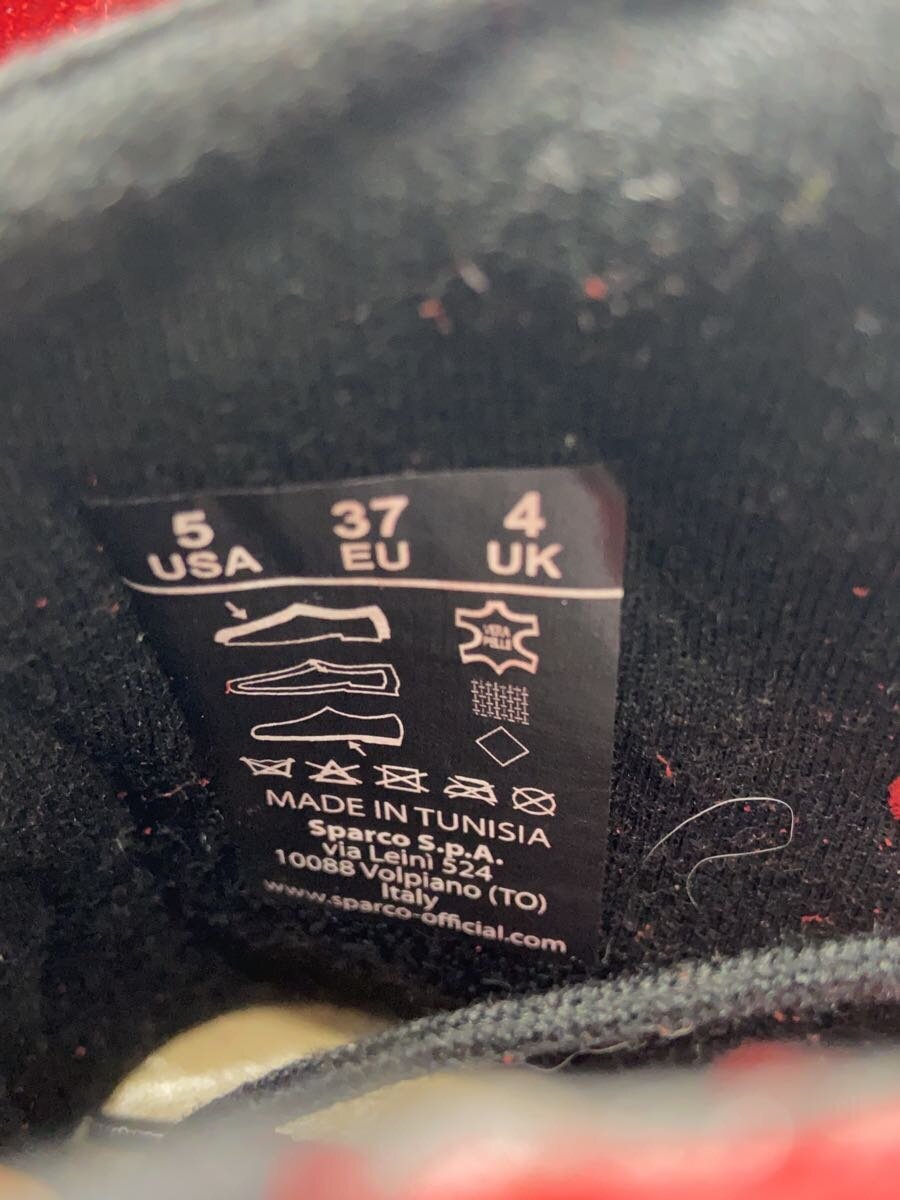 5 37 4
USA EU UK
VERA
PELLE
MADE IN TUNISIA
Sparco S.p.A.
via Leinì 524
10088 Volpiano (TO)
Italy
www.sparco-official.com